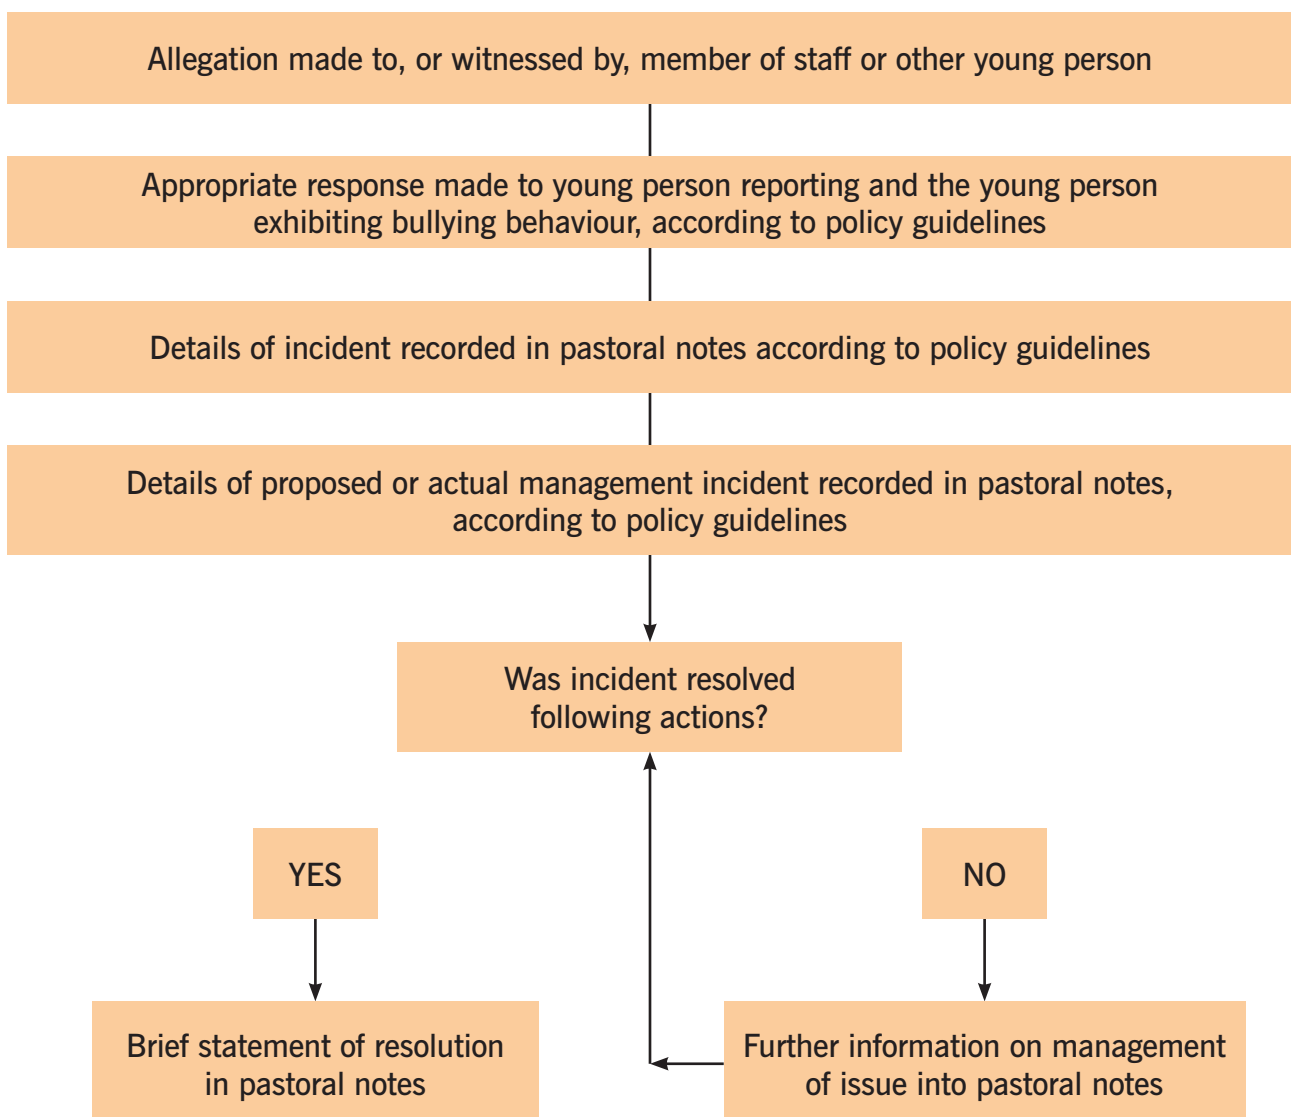 Allegation made to, or witnessed by, member of staff or other young person
Appropriate response made to young person reporting and the young person
exhibiting bullying behaviour, according to policy guidelines
Details of incident recorded in pastoral notes according to policy guidelines
Details of proposed or actual management incident recorded in pastoral notes,
according to policy guidelines
Was incident resolved
following actions?
YES
NO
Brief statement of resolution
in pastoral notes
Further information on management
of issue into pastoral notes